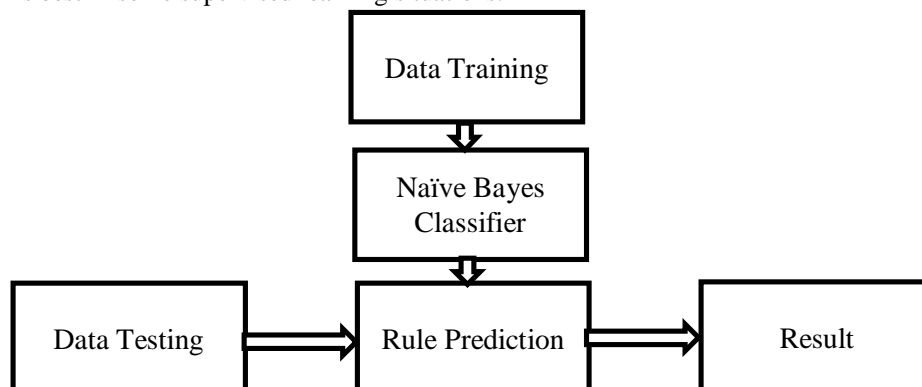 Data Training
Naïve Bayes
Classifier
Data Testing
Rule Prediction
Result